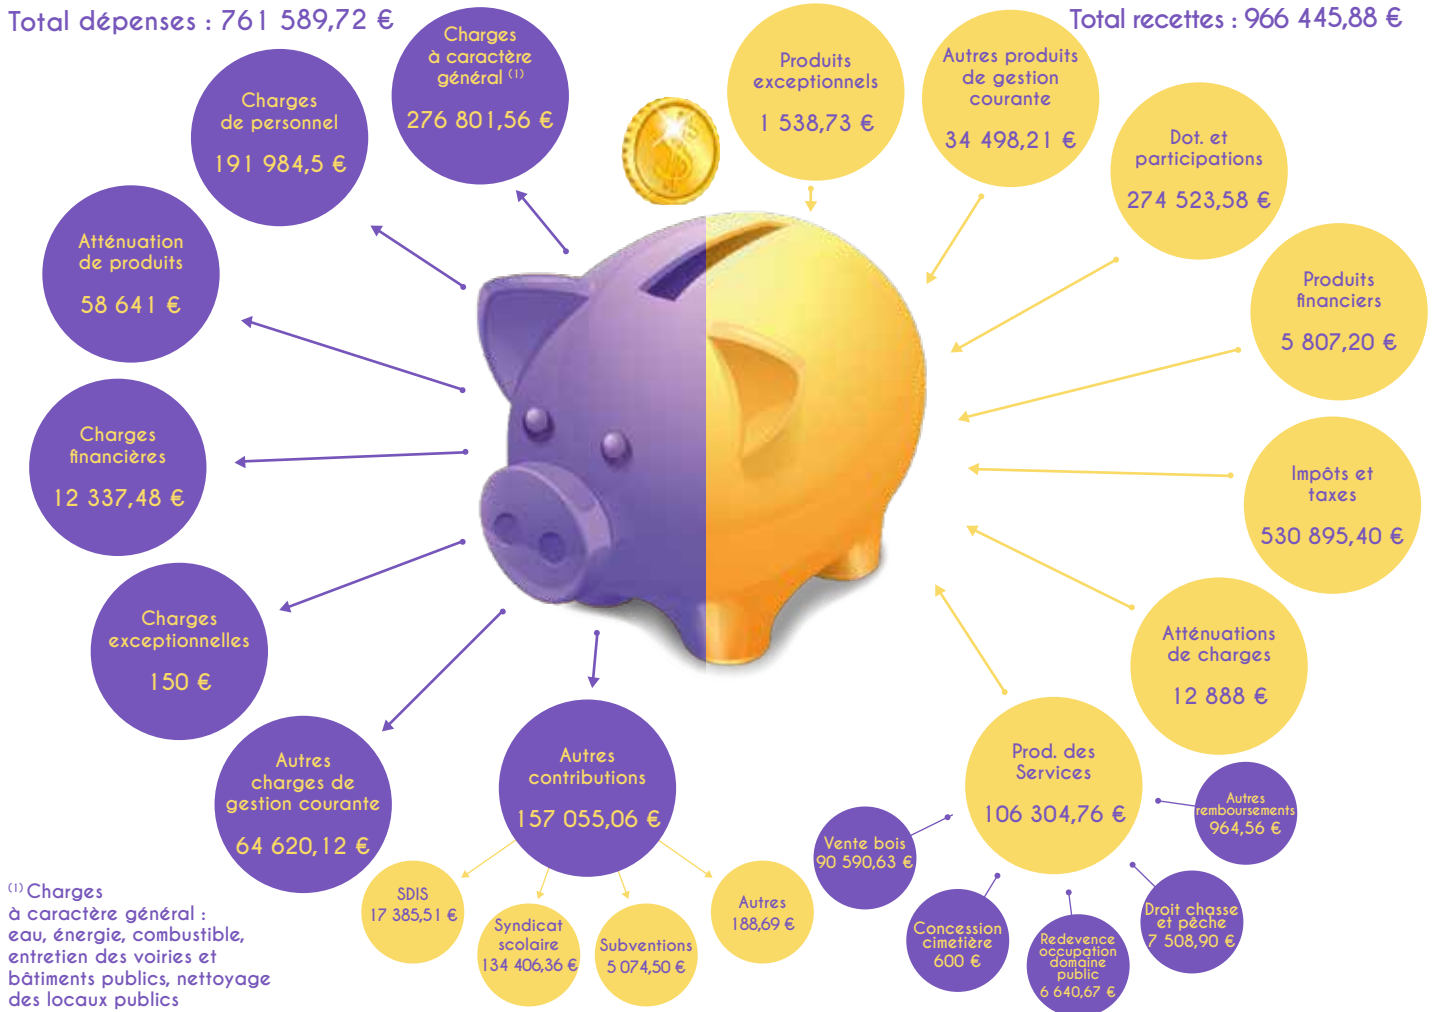 Total dépenses : 761 589,72 €
Total recettes : 966 445,88 €
Charges
à caractère
général (1)
276 801,56 €
Charges
de personnel
191 984,5 €
Atténuation
de produits
58 641 €
Charges
financières
12 337,48 €
Charges
exceptionnelles
150 €
Autres
charges de
gestion courante
64 620,12 €
Autres
contributions
157 055,06 €
SDIS
17 385,51 €
Syndicat
scolaire
134 406,36 €
Subventions
5 074,50 €
Autres
188,69 €
(1) Charges
à caractère général :
eau, énergie, combustible,
entretien des voiries et
bâtiments publics, nettoyage
des locaux publics
Produits
exceptionnels
1 538,73 €
Autres produits
de gestion
courante
34 498,21 €
Dot. et
participations
274 523,58 €
Produits
financiers
5 807,20 €
Impôts et
taxes
530 895,40 €
Atténuations
de charges
12 888 €
Prod. des
Services
106 304,76 €
Vente bois
90 590,63 €
Concession
cimetière
600 €
Redevence
occupation
domaine
public
6 640,67 €
Droit chasse
et pêche
7 508,90 €
Autres
remboursements
964,56 €